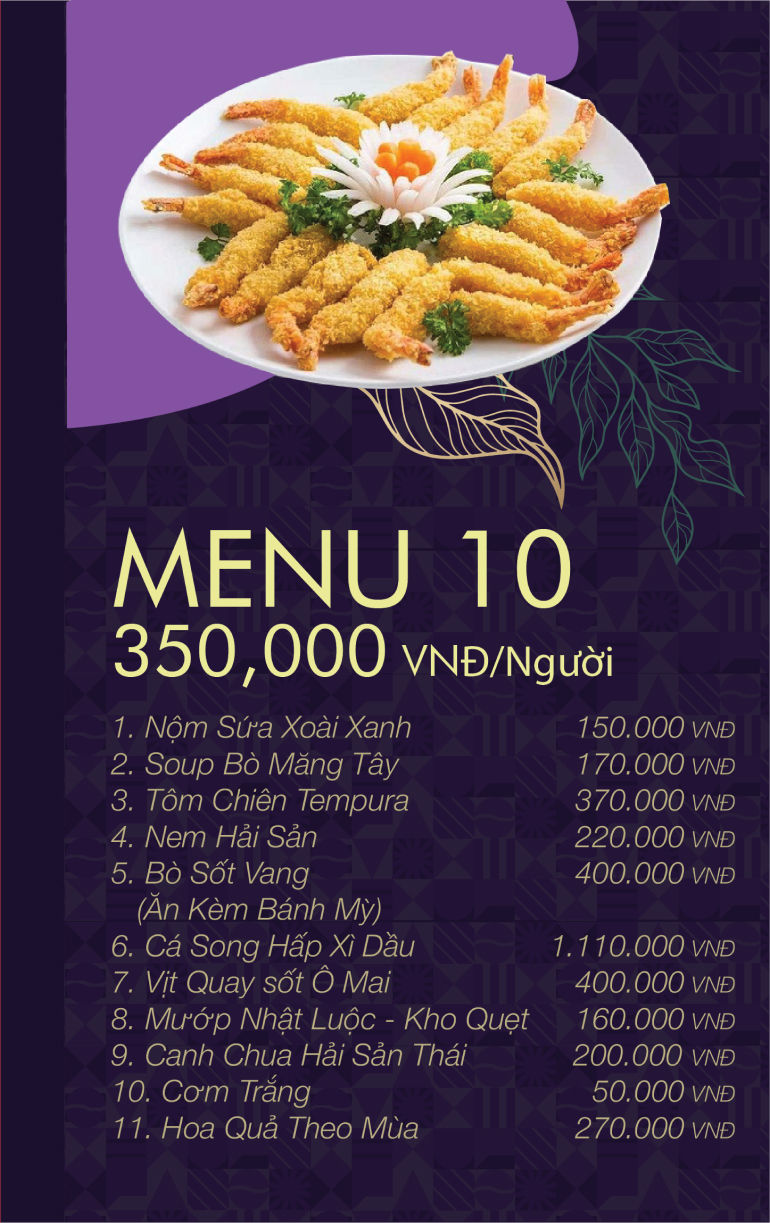 MENU 10
350,000 VNĐ/Người
1. Nộm Sứa Xoài Xanh 150.000 VNĐ
2. Soup Bò Măng Tây 170.000 VNĐ
3. Tôm Chiên Tempura 370.000 VNĐ
4. Nem Hải Sản 220.000 VNĐ
5. Bò Sốt Vang 400.000 VNĐ
(Ăn Kèm Bánh Mỳ)
6. Cá Song Hấp Xì Dầu 1.110.000 VNĐ
7. Vịt Quay sốt Ô Mai 400.000 VNĐ
8. Mướp Nhật Luộc - Kho Quẹt 160.000 VNĐ
9. Canh Chua Hải Sản Thái 200.000 VNĐ
10. Cơm Trắng 50.000 VNĐ
11. Hoa Quả Theo Mùa 270.000 VNĐ